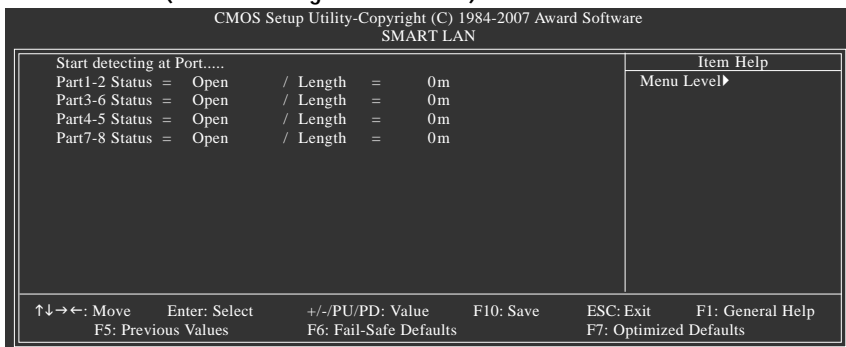 CMOS Setup Utility-Copyright (C) 1984-2007 Award Software
SMART LAN
Start detecting at Port.....
Part1-2 Status = Open / Length = 0m
Part3-6 Status = Open / Length = 0m
Part4-5 Status = Open / Length = 0m
Part7-8 Status = Open / Length = 0m
Item Help
Menu Level▶
↑↓→←: Move Enter: Select +/-/PU/PD: Value F10: Save ESC: Exit F1: General Help
F5: Previous Values F6: Fail-Safe Defaults F7: Optimized Defaults